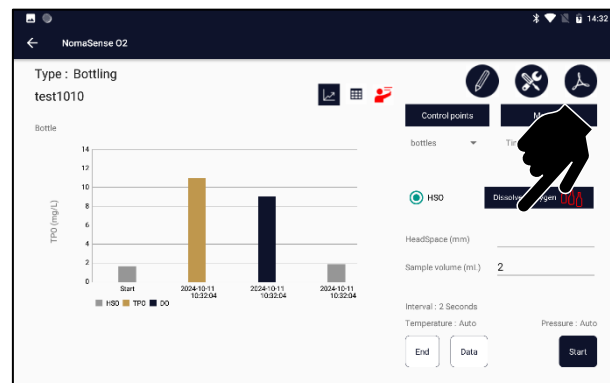 14:32
NomaSense O2
Type : Bottling
test1010
Bottle
Control points
bottles
HSO
HeadSpace (mm)
Sample volume (ml.) 2
Interval : 2 Seconds
Temperature : Auto Pressure : Auto
End Data Start
TPO (mg/L)
14
12
10
8
6
4
2
0
Start 2024-10-11 10:32:04 2024-10-11 10:32:04 2024-10-11 10:32:04
HSO TPO DO